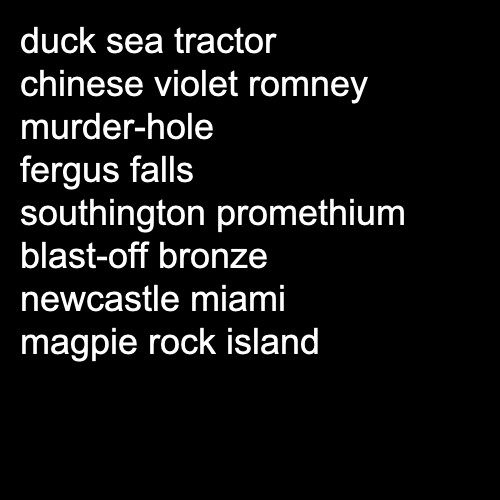 duck sea tractor
chinese violet romney
murder-hole
fergus falls
southington promethium
blast-off bronze
newcastle miami
magpie rock island